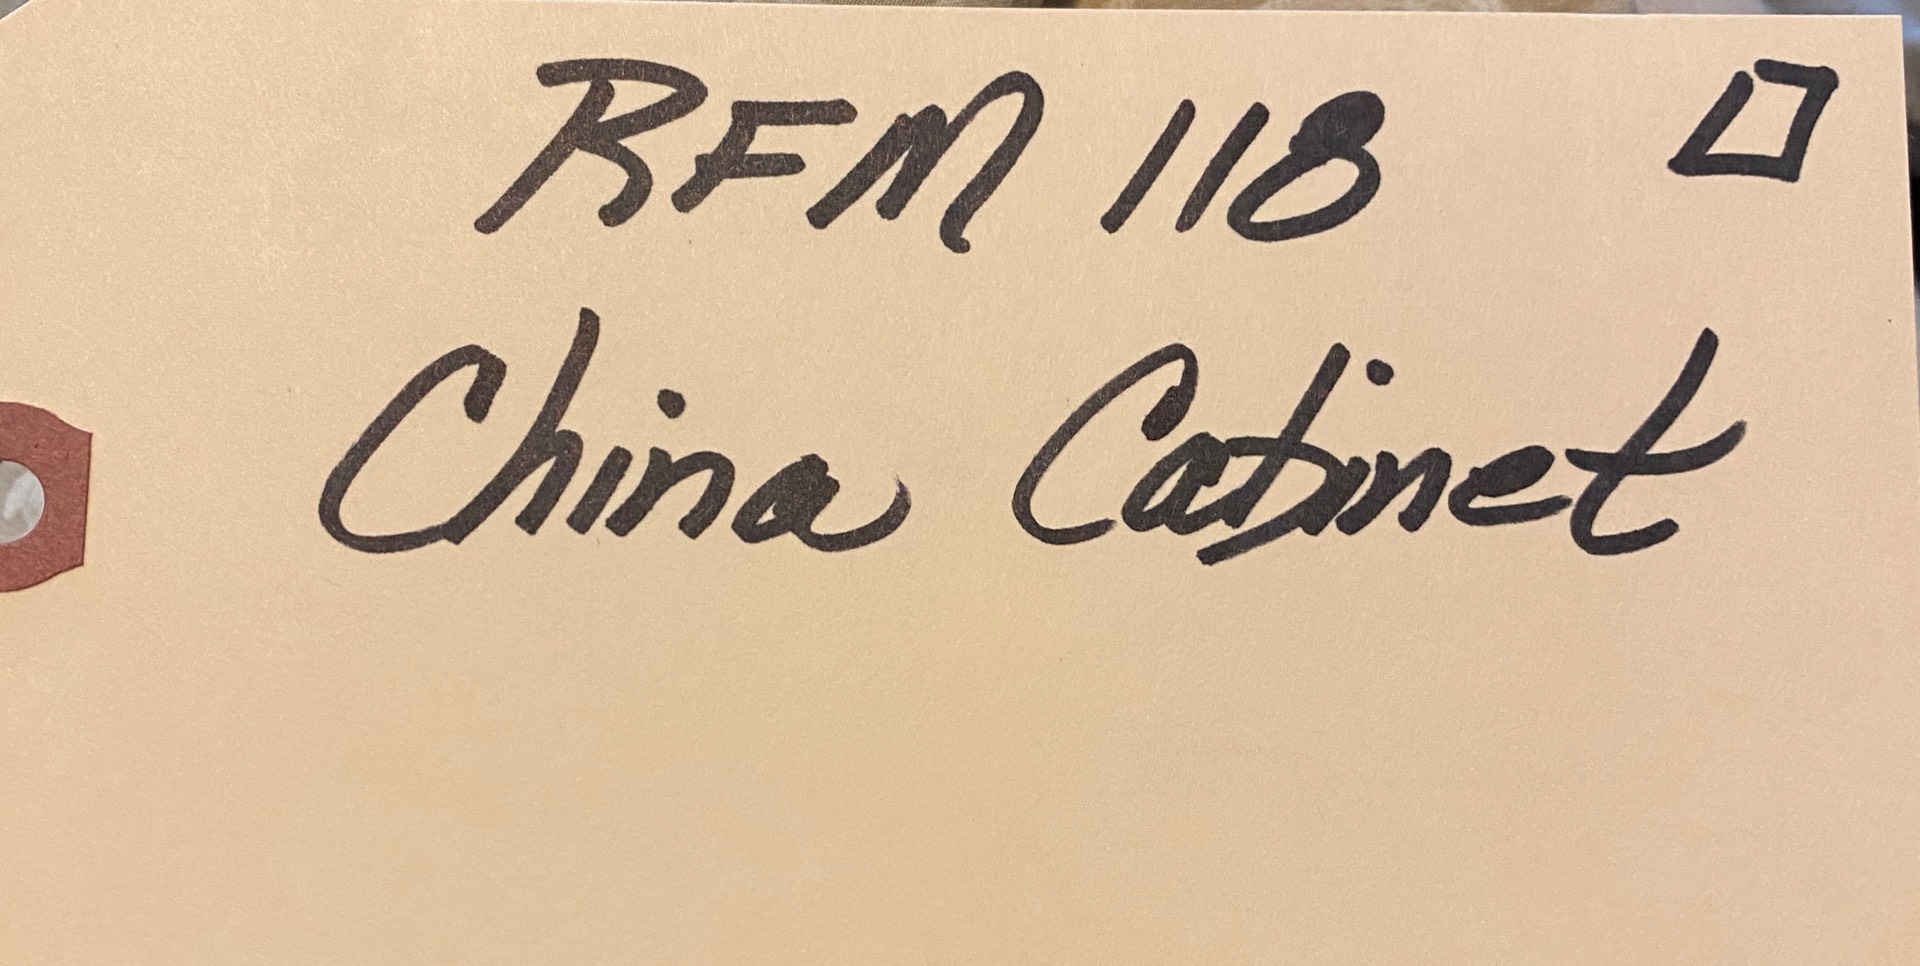 RFM 118 □
China Cabinet